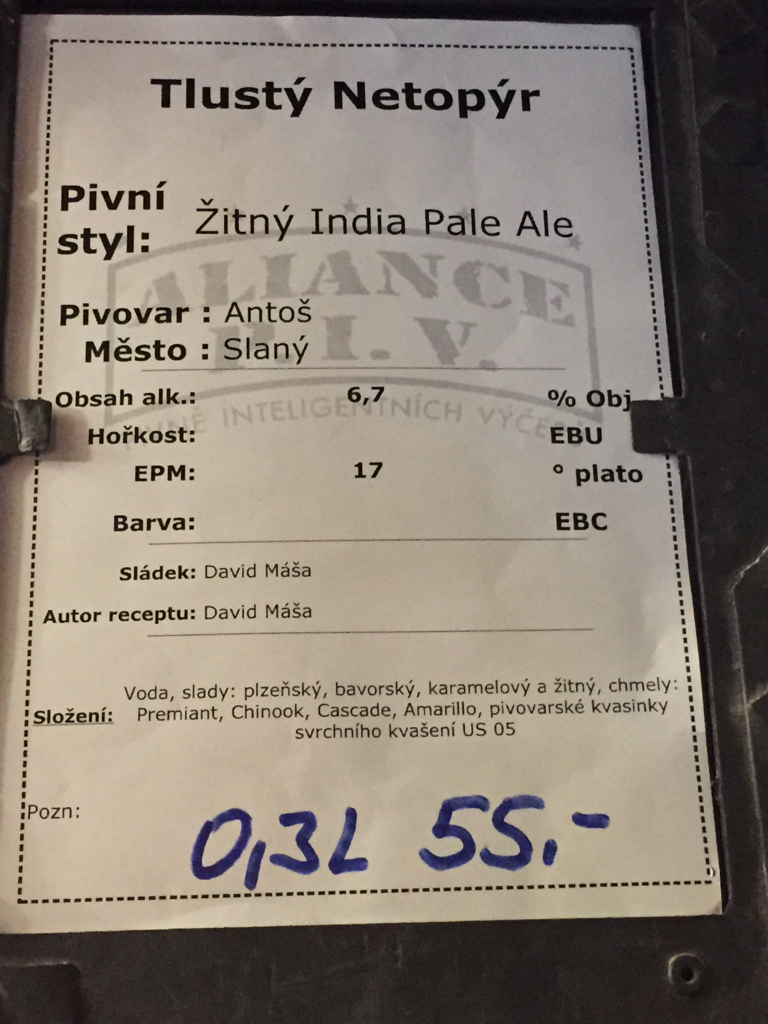 Tlustý Netopýr
Pivní
styl: Žitný India Pale Ale
ALIANCE
P.I.V.
Pivovar : Antoš
Město : Slaný
Obsah alk.: 6,7 % Obj
INTELIGENTNÍCH
Hořkost: EBU
EPM: 17 ° plato
Barva: EBC
Sládek: David Máša
Autor receptu: David Máša
Voda, slady: plzeňský, bavorský, karamelový a žitný, chmely:
Složení: Premiant, Chinook, Cascade, Amarillo, pivovarské kvasinky
svrchního kvašení US 05
Pozn:
0,3L 55.-